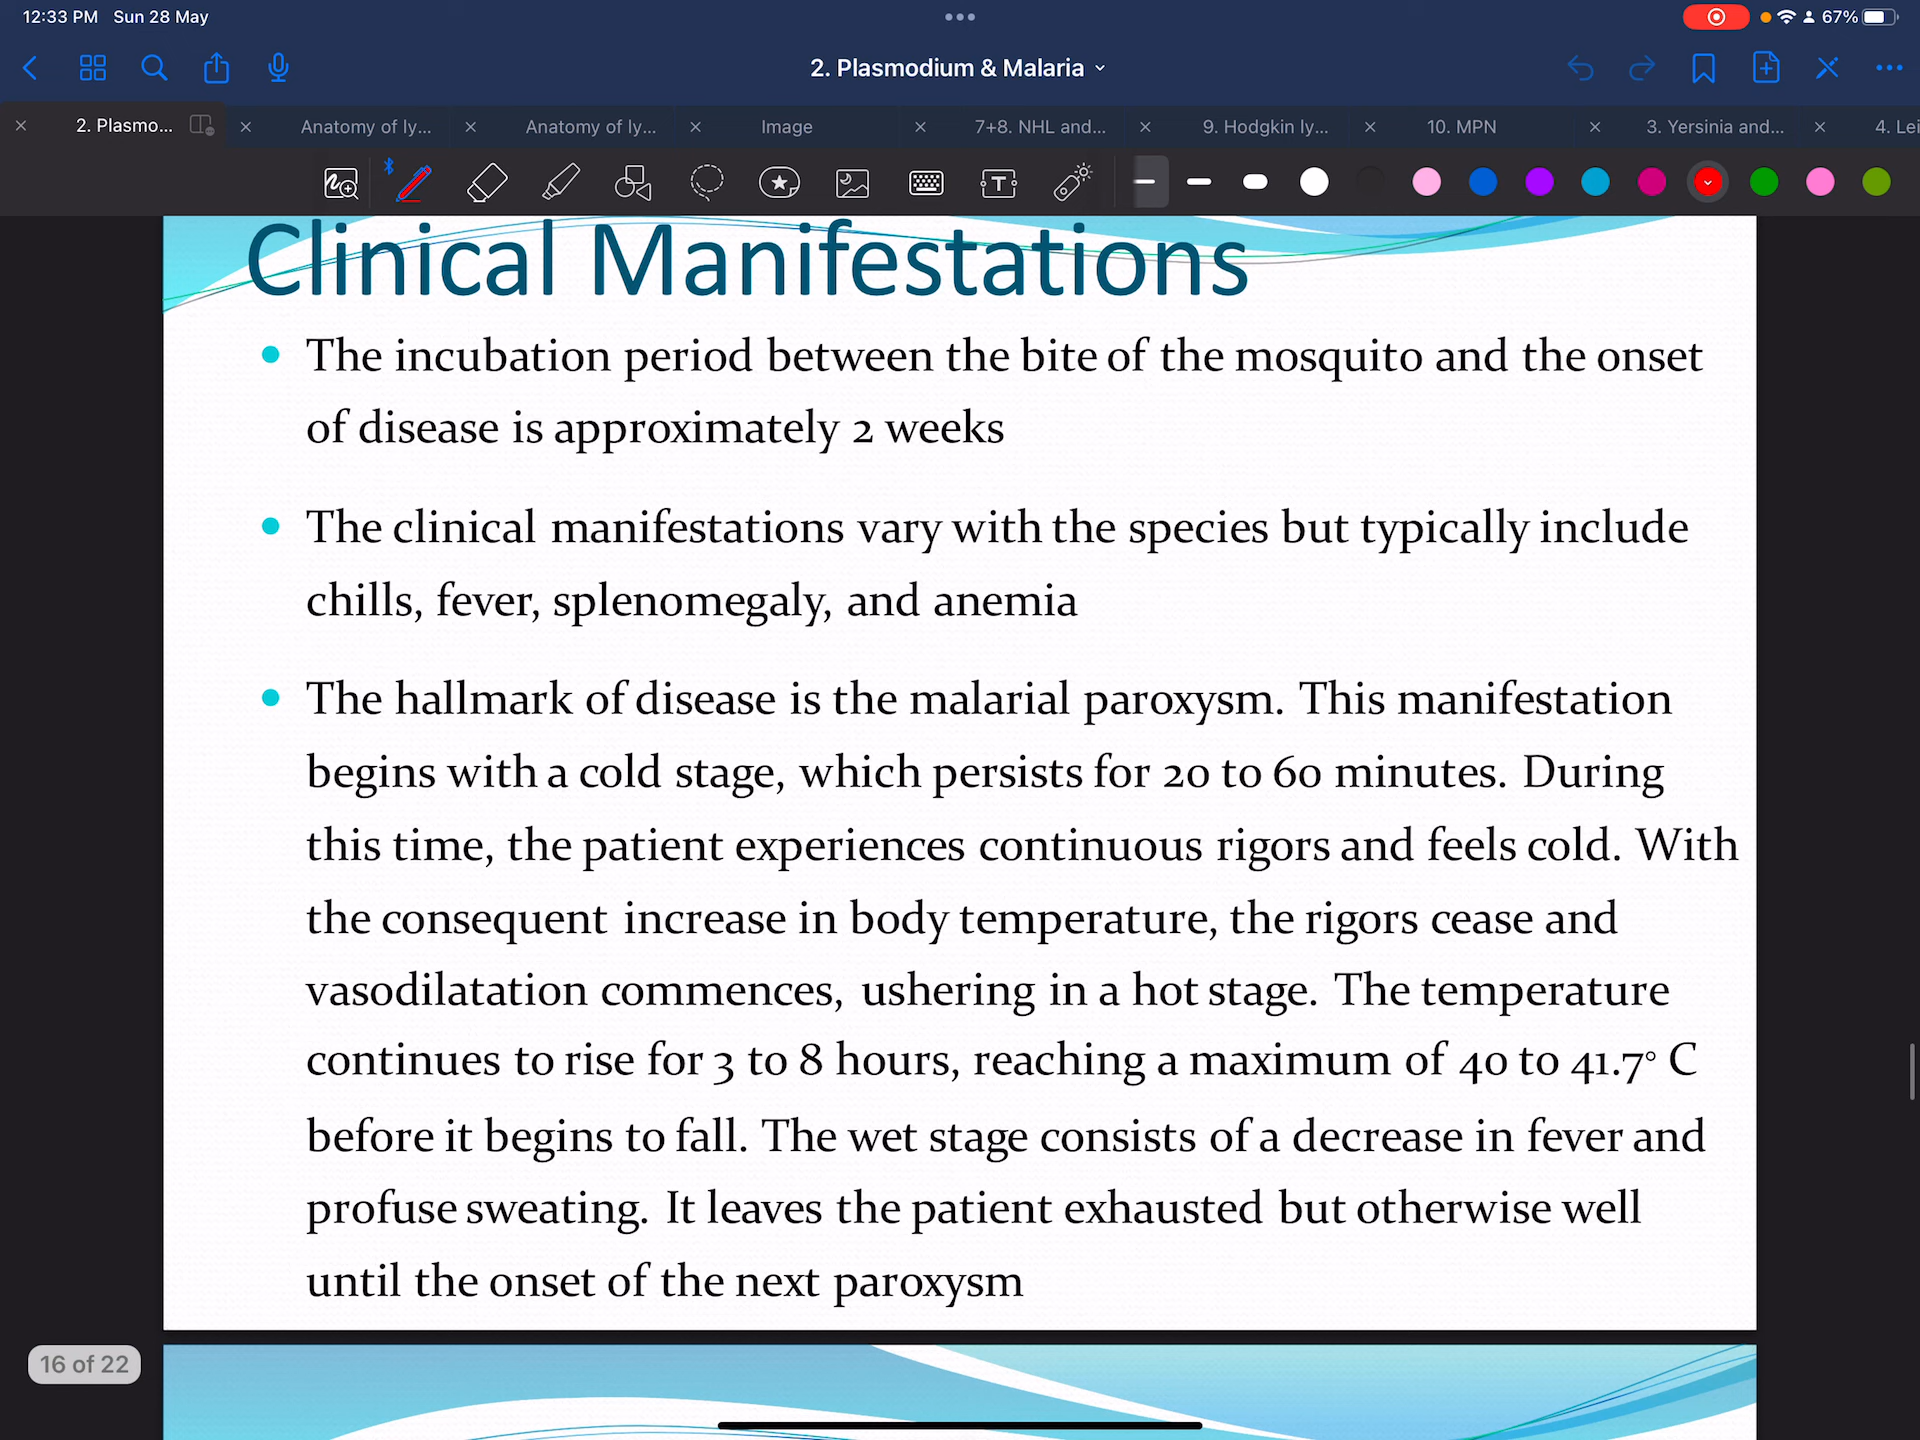 12:33 PM Sun 28 May
67%
2. Plasmodium & Malaria
2. Plasmo...
Anatomy of ly...
Anatomy of ly...
Image
7+8. NHL and...
9. Hodgkin ly...
10. MPN
3. Yersinia and...
4. Lei
T
Clinical Manifestations
The incubation period between the bite of the mosquito and the onset
of disease is approximately 2 weeks
The clinical manifestations vary with the species but typically include
chills, fever, splenomegaly, and anemia
The hallmark of disease is the malarial paroxysm. This manifestation
begins with a cold stage, which persists for 20 to 60 minutes. During
this time, the patient experiences continuous rigors and feels cold. With
the consequent increase in body temperature, the rigors cease and
vasodilatation commences, ushering in a hot stage. The temperature
continues to rise for 3 to 8 hours, reaching a maximum of 40 to 41.7° C
before it begins to fall. The wet stage consists of a decrease in fever and
profuse sweating. It leaves the patient exhausted but otherwise well
until the onset of the next paroxysm
16 of 22